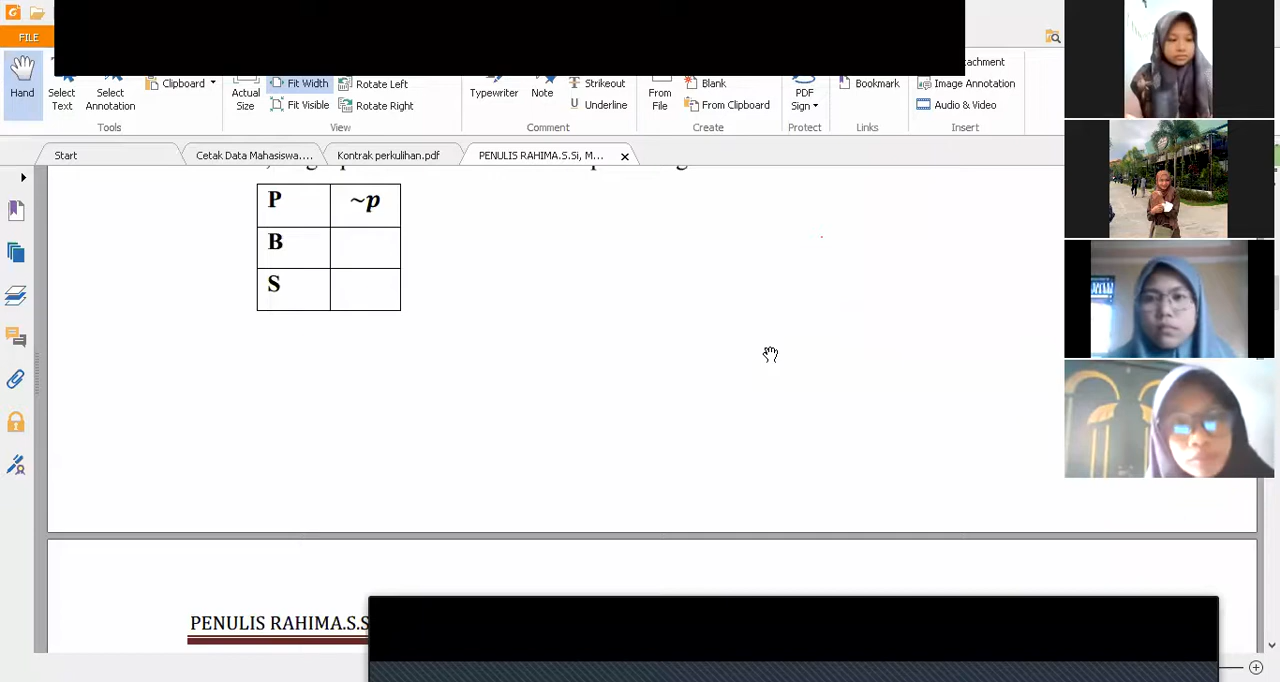 FILE
Hand
Select Text
Select Annotation
Clipboard
Tools
Actual Size
Fit Width
Fit Visible
Rotate Left
Rotate Right
View
Typewriter
Note
Strikeout
Underline
Comment
From File
Blank
From Clipboard
Create
PDF Sign
Protect
Bookmark
Links
Image Annotation
Audio & Video
Insert
Start
Cetak Data Mahasiswa....
Kontrak perkulihan.pdf
PENULIS RAHIMA.S.Si, M...
P ~p
B
S
PENULIS RAHIMA.S.S